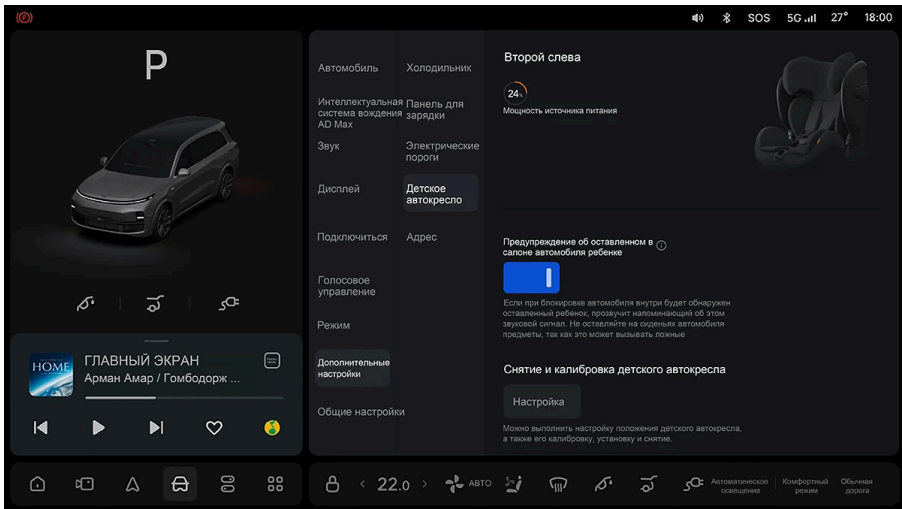 (P)
SOS
5G
27°
18:00
P
Автомобиль
Холодильник
Интеллектуальная
система вождения
AD Max
Панель для
зарядки
Звук
Электрические
пороги
Дисплей
Детское
автокресло
Подключиться
Адрес
Голосовое
управление
Режим
Дополнительные
настройки
Общие настройки
Второй слева
24%
Мощность источника питания
Предупреждение об оставленном в
салоне автомобиля ребенке
Если при блокировке автомобиля внутри будет обнаружен
оставленный ребенок, прозвучит напоминающий об этом
звуковой сигнал. Не оставляйте на сиденьях автомобиля
предметы, так как это может вызывать ложные
Снятие и калибровка детского автокресла
Настройка
Можно выполнить настройку положения детского автокресла,
а также его калибровку, установку и снятие.
HOME
ГЛАВНЫЙ ЭКРАН
Арман Амар / Гомбодорж ...
< 22.0 >
АВТО
Автоматическое
освещение
Комфортный
режим
Обычная
дорога